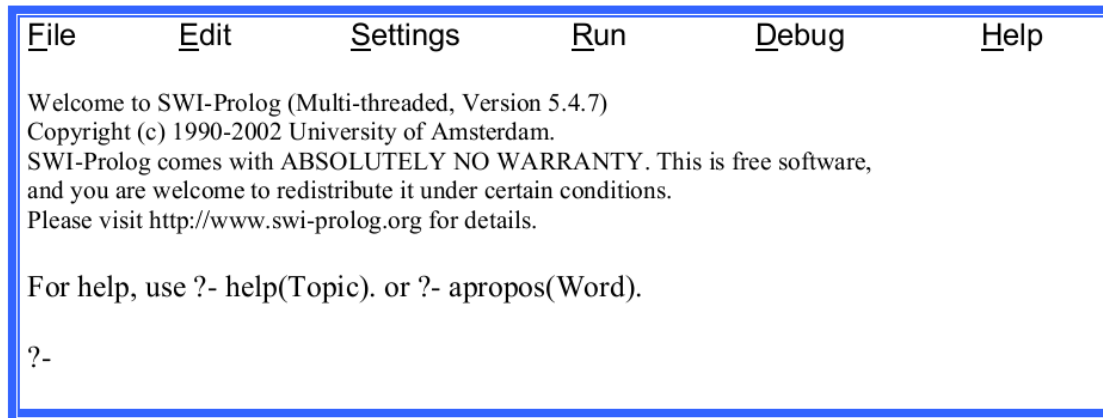 File Edit Settings Run Debug Help
Welcome to SWI-Prolog (Multi-threaded, Version 5.4.7)
Copyright (c) 1990-2002 University of Amsterdam.
SWI-Prolog comes with ABSOLUTELY NO WARRANTY. This is free software,
and you are welcome to redistribute it under certain conditions.
Please visit http://www.swi-prolog.org for details.
For help, use ?- help(Topic). or ?- apropos(Word).
?-